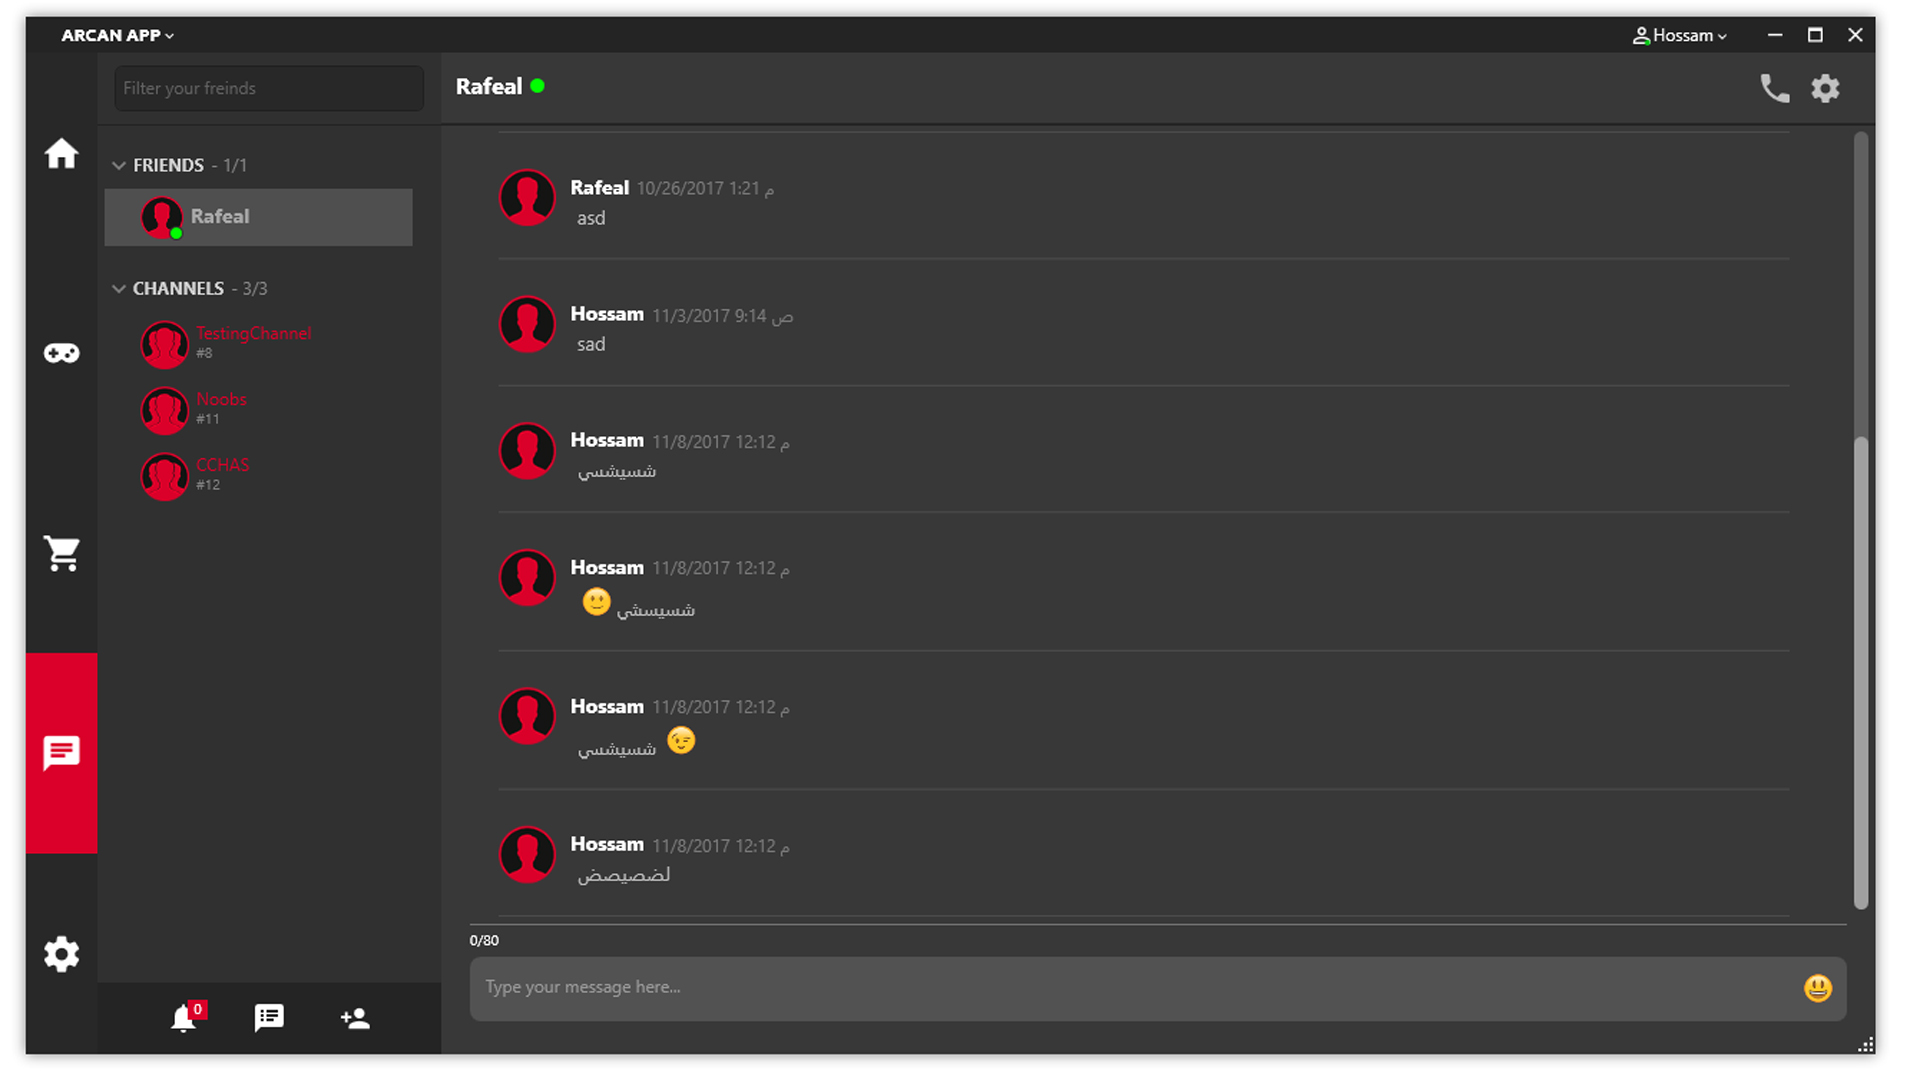 ARCAN APP
Hossam
Filter your freinds
Rafeal
FRIENDS - 1/1
Rafeal
CHANNELS - 3/3
TestingChannel
#8
Noobs
#11
CCHAS
#12
0
Rafeal 10/26/2017 1:21 م
asd
Hossam 11/3/2017 9:14 ص
sad
Hossam 11/8/2017 12:12 م
شسيشسي
Hossam 11/8/2017 12:12 م
🙂 شسيسشي
Hossam 11/8/2017 12:12 م
شسيشسي 😉
Hossam 11/8/2017 12:12 م
لضصيصض
0/80
Type your message here...